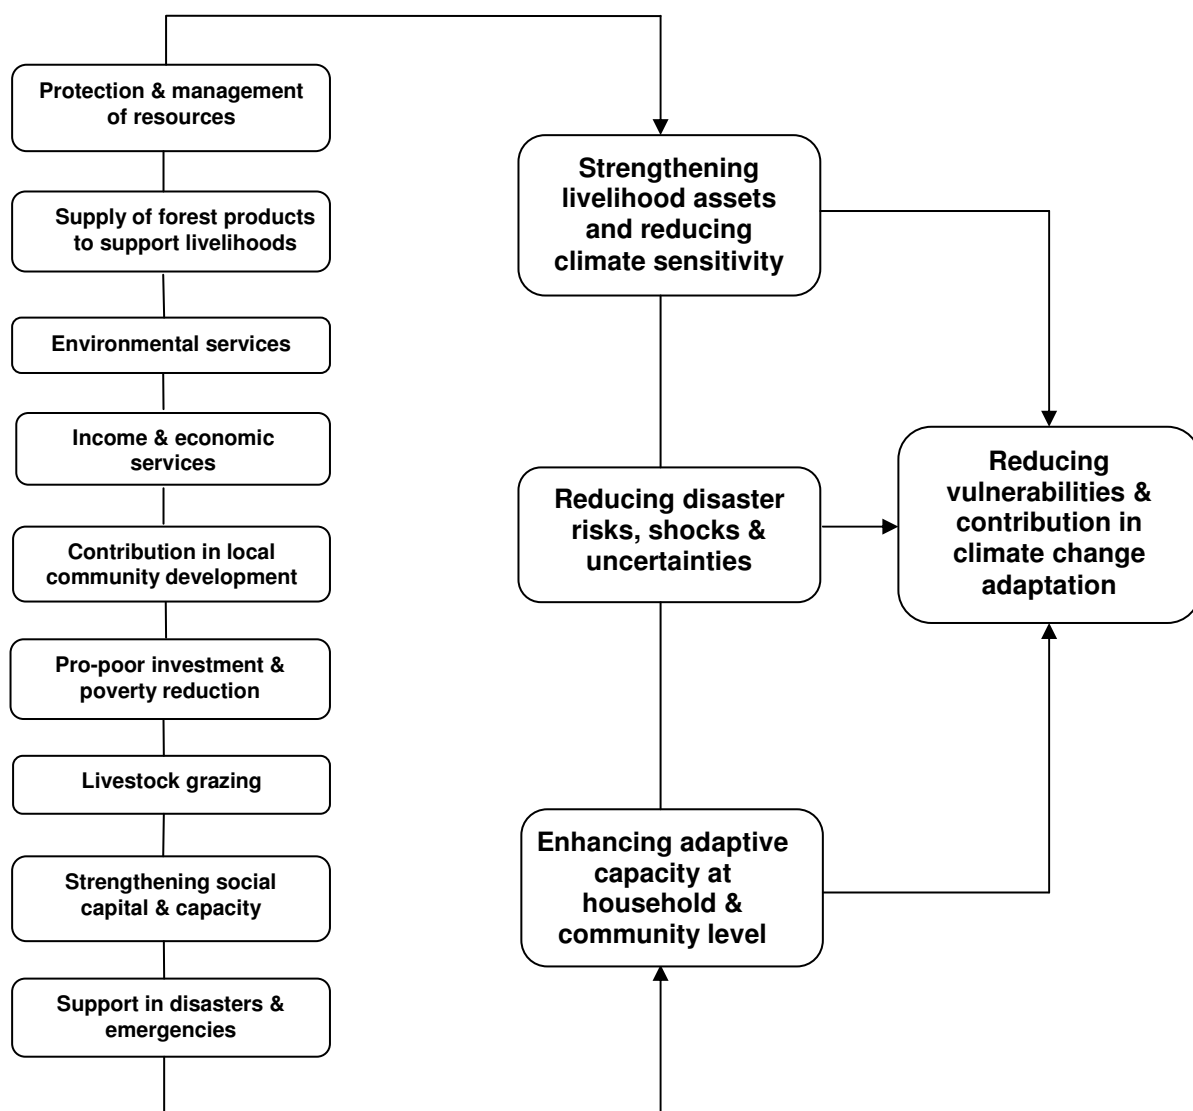 Protection & management
of resources
Supply of forest products
to support livelihoods
Environmental services
Income & economic
services
Contribution in local
community development
Pro-poor investment &
poverty reduction
Livestock grazing
Strengthening social
capital & capacity
Support in disasters &
emergencies
Strengthening
livelihood assets
and reducing
climate sensitivity
Reducing disaster
risks, shocks &
uncertainties
Enhancing adaptive
capacity at
household &
community level
Reducing
vulnerabilities &
contribution in
climate change
adaptation